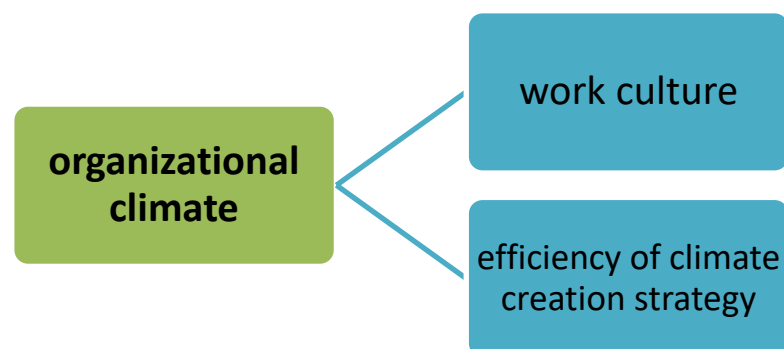 organizational
climate
work culture
efficiency of climate
creation strategy